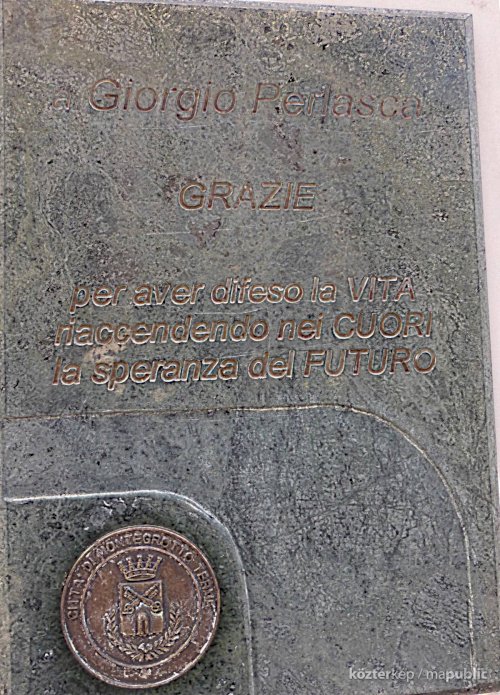 a Giorgio Perlasca
GRAZIE
per aver difeso la VITA
riaccendendo nei CUORI
la speranza del FUTURO
CITTA' DI MONTEGROTTO TERME
közterkép / mapublic